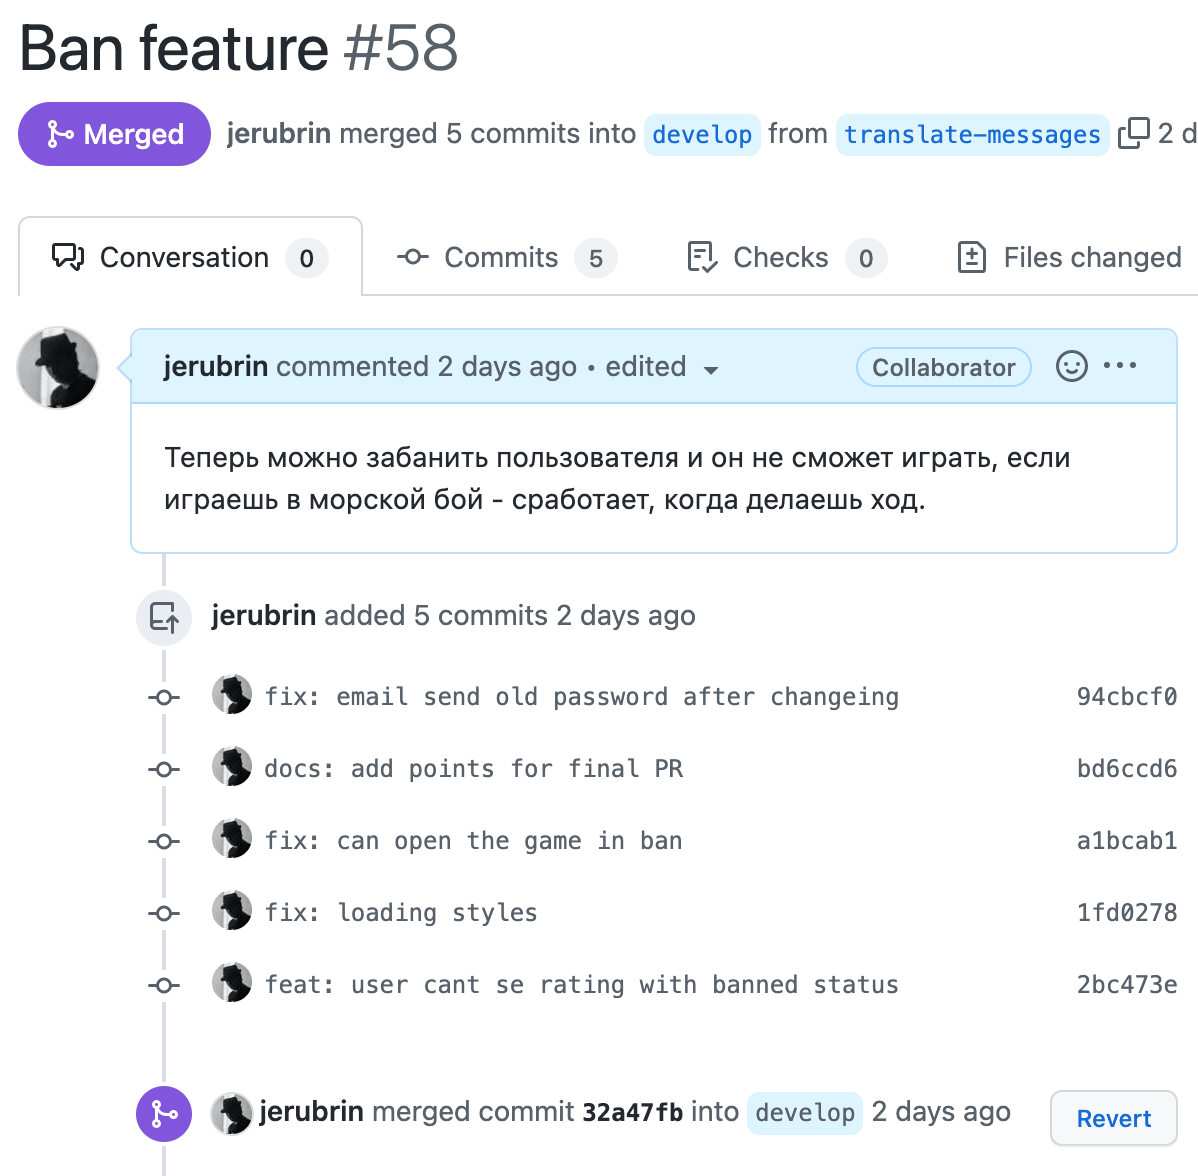 Ban feature #58
Merged jerubrin merged 5 commits into develop from translate-messages 2 d
Conversation 0 Commits 5 Checks 0 Files changed
jerubrin commented 2 days ago • edited Collaborator
Теперь можно забанить пользователя и он не сможет играть, если
играешь в морской бой - сработает, когда делаешь ход.
jerubrin added 5 commits 2 days ago
fix: email send old password after changeing 94cbcf0
docs: add points for final PR bd6ccd6
fix: can open the game in ban a1bcab1
fix: loading styles 1fd0278
feat: user cant se rating with banned status 2bc473e
jerubrin merged commit 32a47fb into develop 2 days ago Revert